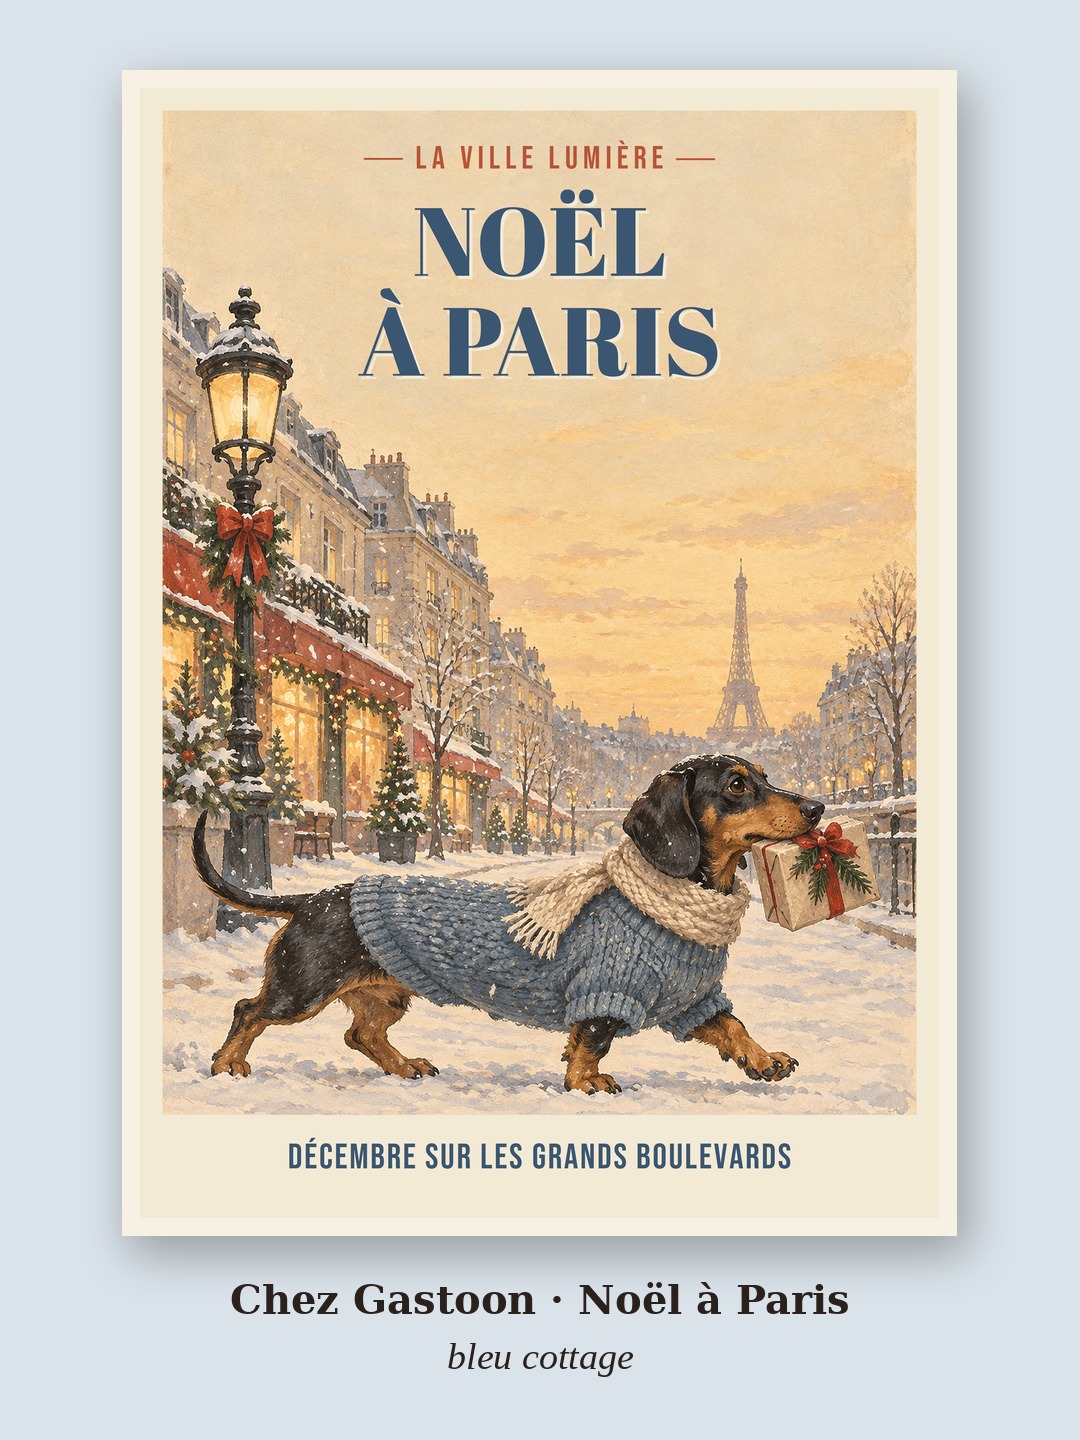 LA VILLE LUMIÈRE
NOËL
À PARIS
DÉCEMBRE SUR LES GRANDS BOULEVARDS
Chez Gastoon · Noël à Paris
bleu cottage